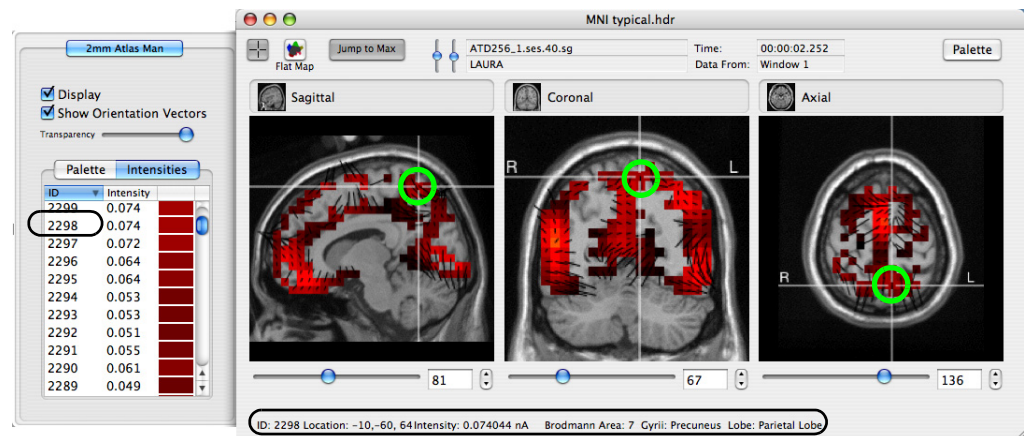 MNI typical.hdr
2mm Atlas Man
Display
Show Orientation Vectors
Transparency
Palette Intensities
ID Intensity
2299 0.074
2298 0.074
2297 0.072
2296 0.064
2295 0.064
2294 0.053
2293 0.053
2292 0.051
2291 0.055
2290 0.061
2289 0.049
Flat Map
Jump to Max
ATD256_1.ses.40.sg
LAURA
Time: 00:00:02.252
Data From: Window 1
Palette
Sagittal
Coronal
Axial
R L
R L
81
67
136
ID: 2298 Location: -10,-60, 64 Intensity: 0.074044 nA Brodmann Area: 7 Gyrii: Precuneus Lobe: Parietal Lobe